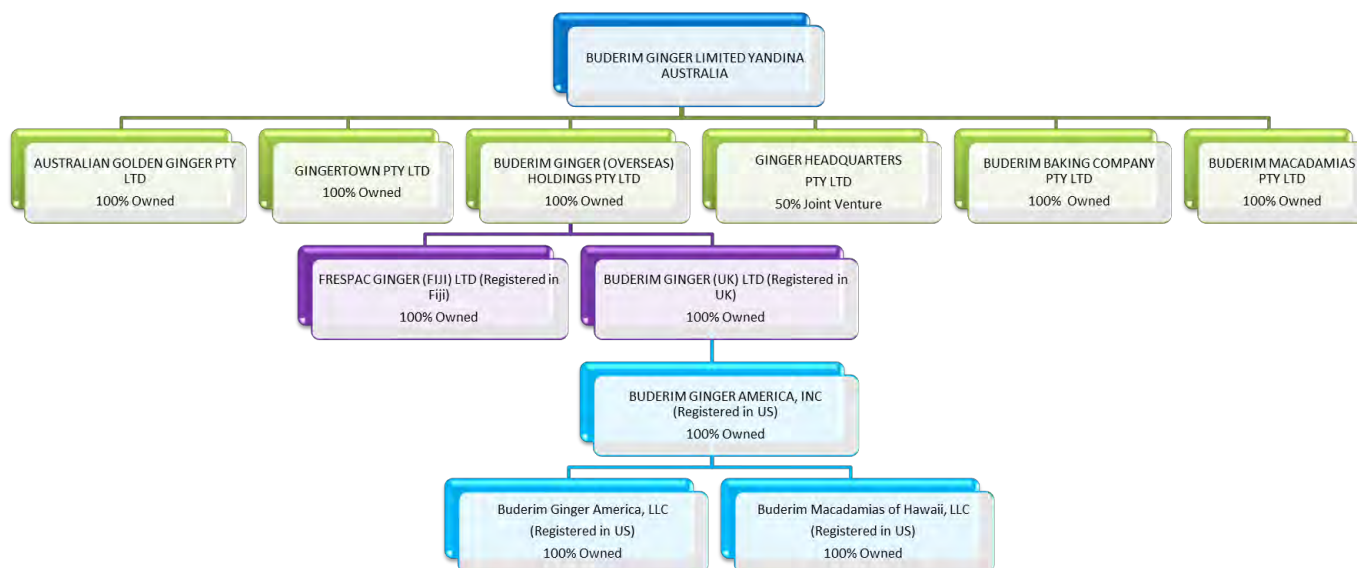 BUDERIM GINGER LIMITED YANDINA
AUSTRALIA
AUSTRALIAN GOLDEN GINGER PTY
LTD
100% Owned
GINGERTOWN PTY LTD
100% Owned
BUDERIM GINGER (OVERSEAS)
HOLDINGS PTY LTD
100% Owned
GINGER HEADQUARTERS
PTY LTD
50% Joint Venture
BUDERIM BAKING COMPANY
PTY LTD
100% Owned
BUDERIM MACADAMIAS
PTY LTD
100% Owned
FRESPAC GINGER (FIJI) LTD (Registered in
Fiji)
100% Owned
BUDERIM GINGER (UK) LTD (Registered in
UK)
100% Owned
BUDERIM GINGER AMERICA, INC
(Registered in US)
100% Owned
Buderim Ginger America, LLC
(Registered in US)
100% Owned
Buderim Macadamias of Hawaii, LLC
(Registered in US)
100% Owned